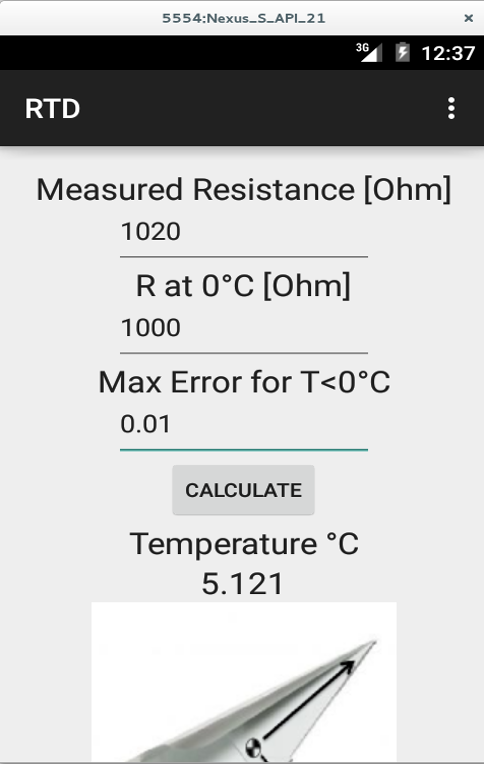 5554:Nexus_S_API_21 ×
3G 12:37
RTD
Measured Resistance [Ohm]
1020
R at 0°C [Ohm]
1000
Max Error for T<0°C
0.01
CALCULATE
Temperature °C
5.121